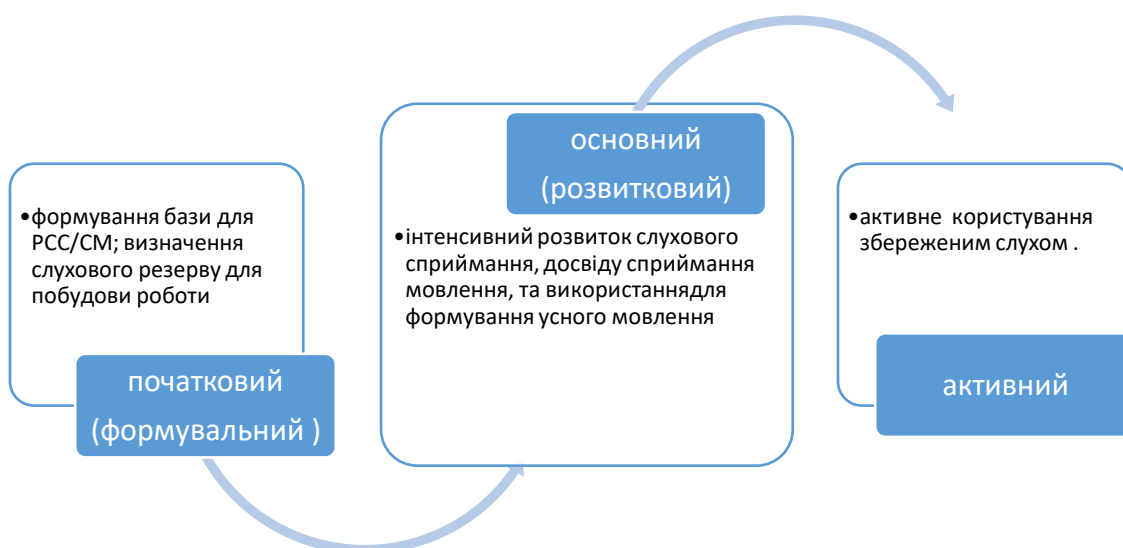 •формування бази для
РСС/СМ; визначення
слухового резерву для
побудови роботи
початковий
(формувальний )
основний
(розвитковий)
•інтенсивний розвиток слухового
сприймання, досвіду сприймання
мовлення, та використаннядля
формування усного мовлення
•активне користування
збереженим слухом .
активний